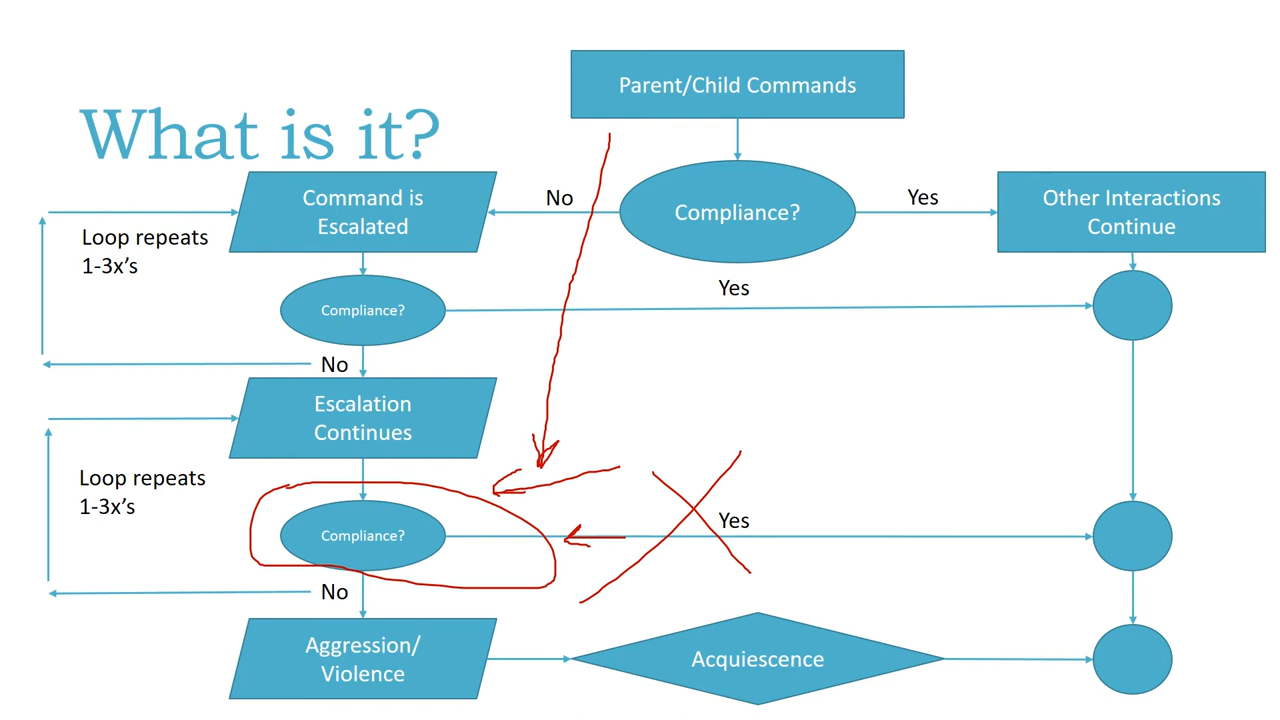 Parent/Child Commands
What is it?
Command is
Escalated
No
Compliance?
Yes
Other Interactions
Continue
Loop repeats
1-3x’s
Compliance?
Yes
No
Escalation
Continues
Loop repeats
1-3x’s
Compliance?
Yes
No
Aggression/
Violence
Acquiescence